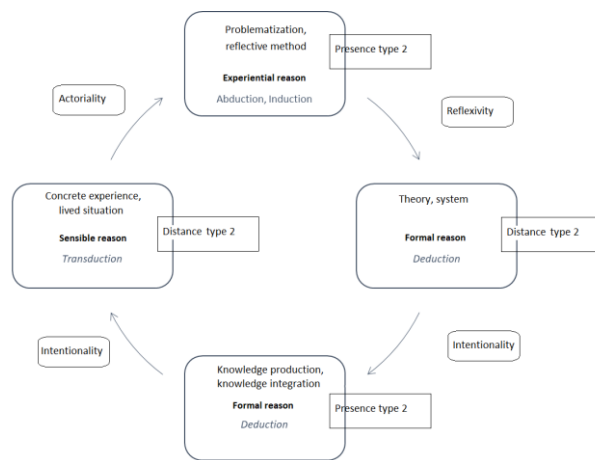 Problematization,
reflective method
Presence type 2
Experiential reason
Abduction, Induction
Actoriality
Reflexivity
Concrete experience,
lived situation
Distance type 2
Sensible reason
Transduction
Theory, system
Distance type 2
Formal reason
Deduction
Intentionality
Intentionality
Knowledge production,
knowledge integration
Formal reason
Presence type 2
Deduction